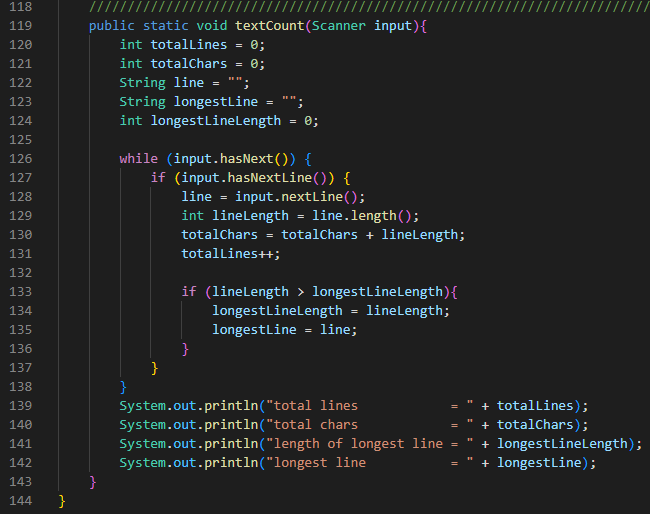 118 /////////////////////////////////////////////////////////////////////////
119 public static void textCount(Scanner input){
120 int totalLines = 0;
121 int totalChars = 0;
122 String line = "";
123 String longestLine = "";
124 int longestLineLength = 0;
125
126 while (input.hasNext()) {
127 if (input.hasNextLine()) {
128 line = input.nextLine();
129 int lineLength = line.length();
130 totalChars = totalChars + lineLength;
131 totalLines++;
132
133 if (lineLength > longestLineLength){
134 longestLineLength = lineLength;
135 longestLine = line;
136 }
137 }
138 }
139 System.out.println("total lines            = " + totalLines);
140 System.out.println("total chars            = " + totalChars);
141 System.out.println("length of longest line = " + longestLineLength);
142 System.out.println("longest line           = " + longestLine);
143 }
144 }